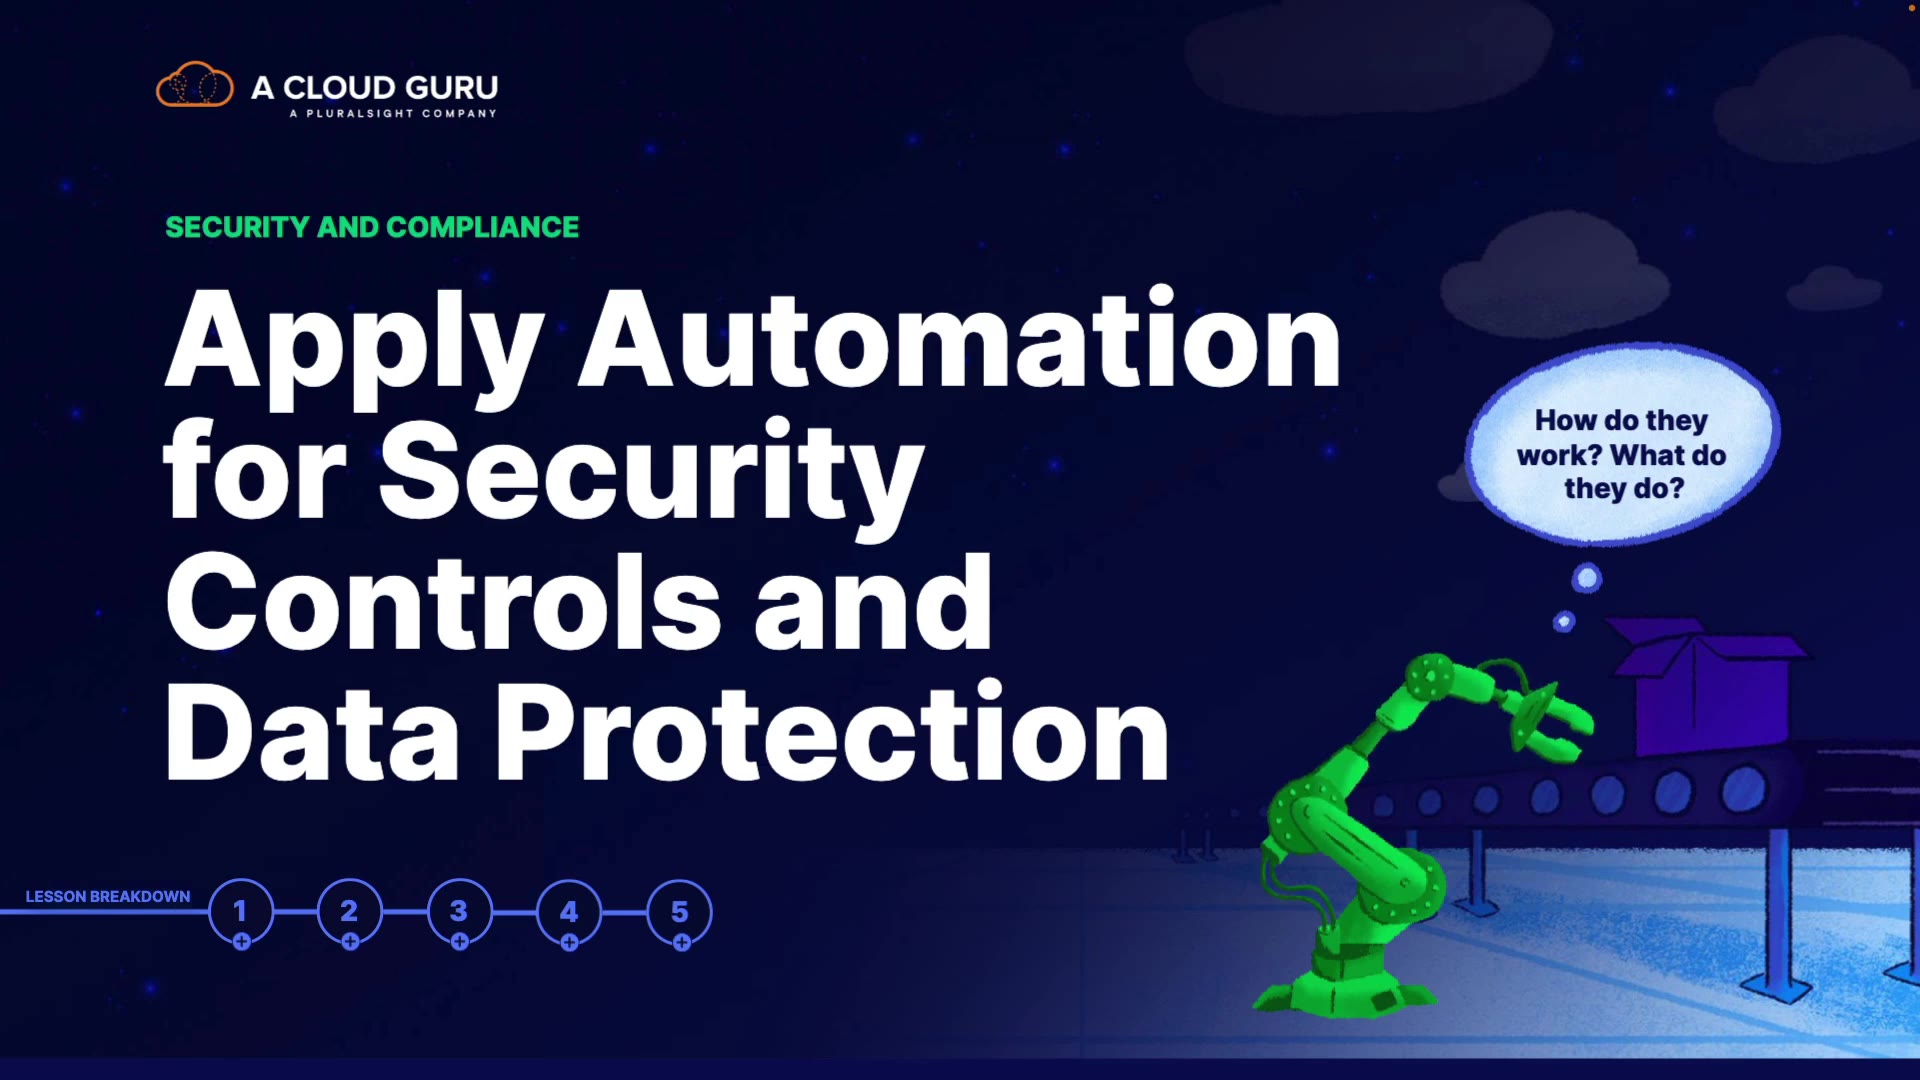 A CLOUD GURU
A PLURALSIGHT COMPANY
SECURITY AND COMPLIANCE
Apply Automation
for Security
Controls and
Data Protection
How do they
work? What do
they do?
LESSON BREAKDOWN
1
2
3
4
5